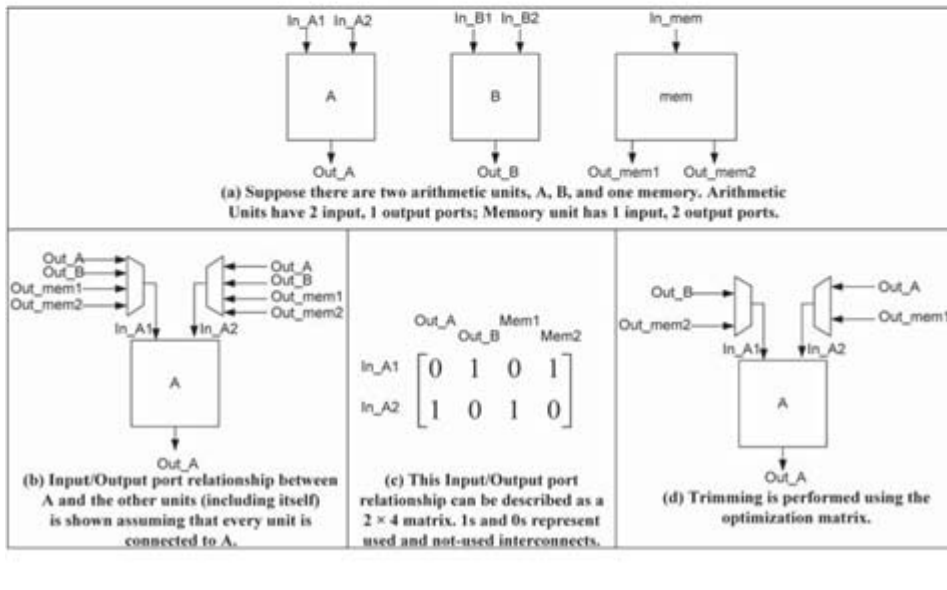 In_A1 In_A2 In_B1 In_B2 In_mem
A B mem
Out_A Out_B Out_mem1 Out_mem2
(a) Suppose there are two arithmetic units, A, B, and one memory. Arithmetic
Units have 2 input, 1 output ports; Memory unit has 1 input, 2 output ports.
Out_A
Out_B
Out_mem1
Out_mem2
Out_A
Out_B
Out_mem1
Out_mem2
In_A1 In_A2
A
Out_A
(b) Input/Output port relationship between
A and the other units (including itself)
is shown assuming that every unit is
connected to A.
Out_A Mem1
Out_B Mem2
In_A1 0 1 0 1
In_A2 1 0 1 0
(c) This Input/Output port
relationship can be described as a
2 × 4 matrix. 1s and 0s represent
used and not-used interconnects.
Out_B
Out_mem2
Out_A
Out_mem1
In_A1 In_A2
A
Out_A
(d) Trimming is performed using the
optimization matrix.